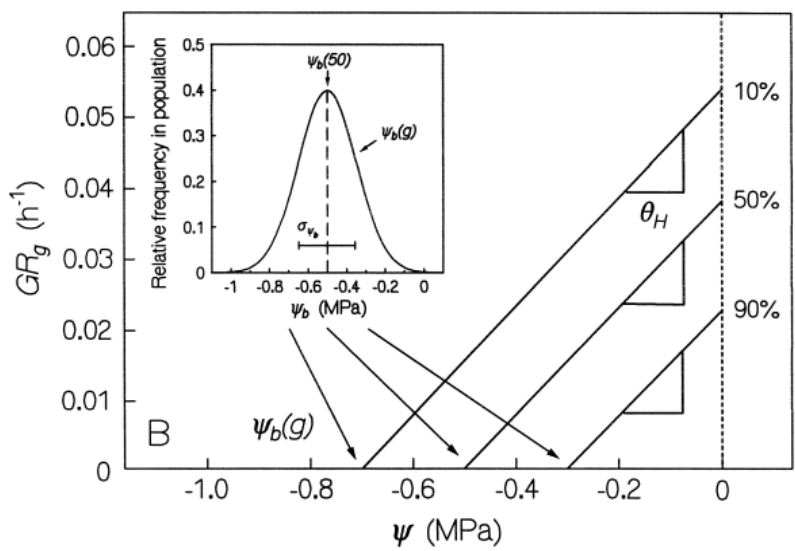 0.06
0.05
0.04
0.03
0.02
0.01
0
GR_g (h⁻¹)
B
Relative frequency in population
0.5
0.4
0.3
0.2
0.1
0
ψ_b(50)
ψ_b(g)
σ_ψ_b
-1 -0.8 -0.6 -0.4 -0.2 0
ψ_b (MPa)
10%
θ_H
50%
90%
ψ_b(g)
-1.0 -0.8 -0.6 -0.4 -0.2 0
ψ (MPa)